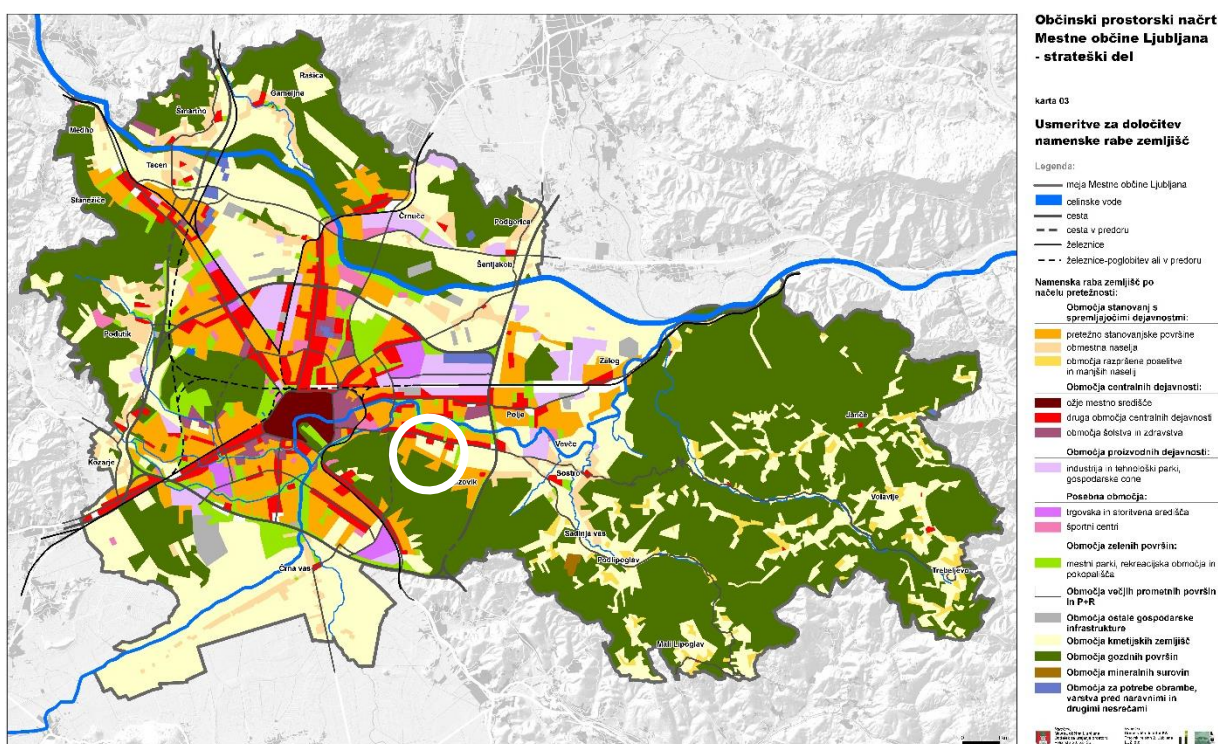 Občinski prostorski načrt
Mestne občine Ljubljana
- strateški del
karta 03
Usmeritve za določitev
namenske rabe zemljišč
Legenda:
meja Mestne občine Ljubljana
celinske vode
cesta
cesta v predoru
železnice
železnice-poglobitev ali v predoru
Namenska raba zemljišč po
načelu pretežnosti:
Območja stanovanj s
spremljajočimi dejavnostmi:
pretežno stanovanjske površine
obmestna naselja
območja razpršene poselitve
in manjših naselij
Območja centralnih dejavnosti:
ožje mestno središče
druga območja centralnih dejavnosti
območja šolstva in zdravstva
Območja proizvodnih dejavnosti:
industrija in tehnološki parki,
gospodarske cone
Posebna območja:
trgovska in storitvena središča
športni centri
Območja zelenih površin:
mestni parki, rekreacijska območja in
pokopališča
Območja večjih prometnih površin
in P+R
Območja ostale gospodarske
infrastrukture
Območja kmetijskih zemljišč
Območja gozdnih površin
Območja mineralnih surovin
Območja za potrebe obrambe,
varstva pred naravnimi in
drugimi nesrečami
Rašica
Gameljne
Šmartno
Medno
Tacen
Stanežiče
Črnuče
Podgorica
Šentjakob
Podutik
Zalog
Polje
Janče
Kozarje
Vevče
zovik
Sostro
Volavlje
Sadinja vas
Podlipoglav
Črna vas
Trebeljevo
Mali Lipoglav